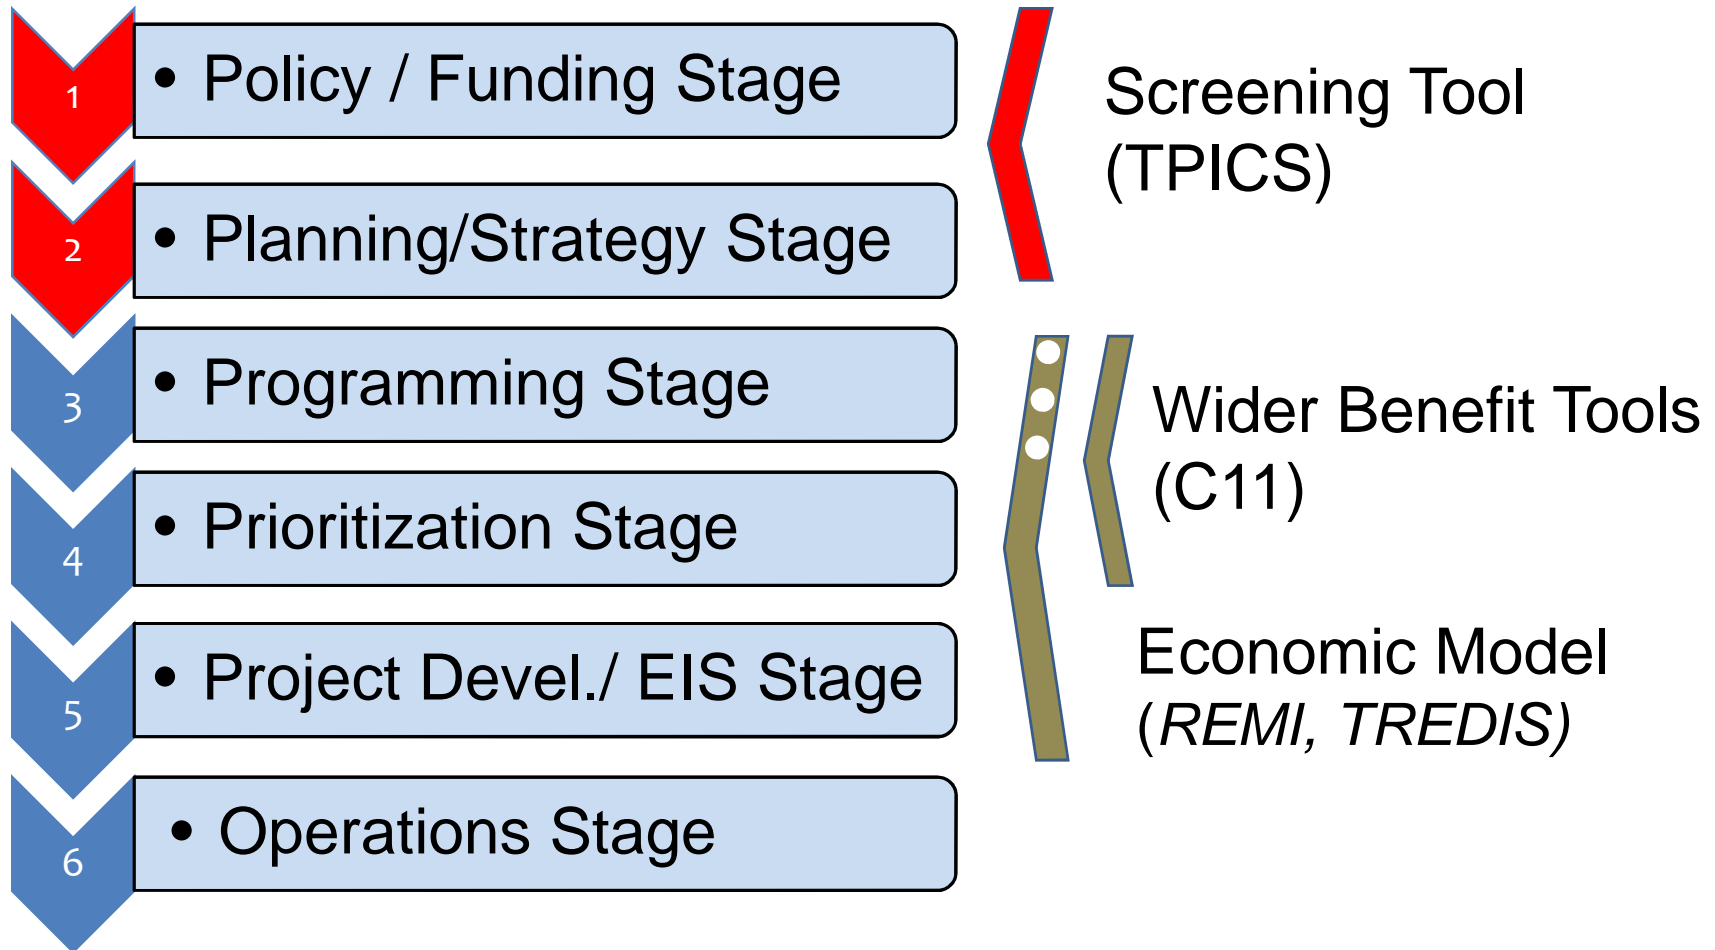 1
• Policy / Funding Stage
2
• Planning/Strategy Stage
3
• Programming Stage
4
• Prioritization Stage
5
• Project Devel./ EIS Stage
6
• Operations Stage
Screening Tool
(TPICS)
Wider Benefit Tools
(C11)
Economic Model
(REMI, TREDIS)